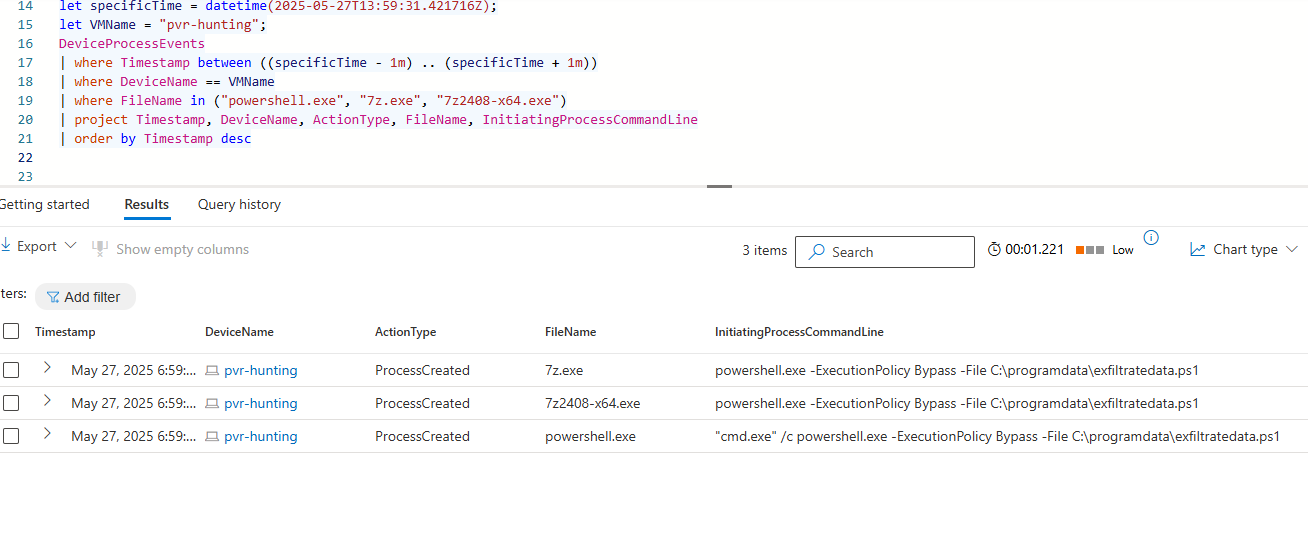 14 let specificTime = datetime(2025-05-27T13:59:31.421716Z);
15 let VMName = "pvr-hunting";
16 DeviceProcessEvents
17 | where Timestamp between ((specificTime - 1m) .. (specificTime + 1m))
18 | where DeviceName == VMName
19 | where FileName in ("powershell.exe", "7z.exe", "7z2408-x64.exe")
20 | project Timestamp, DeviceName, ActionType, FileName, InitiatingProcessCommandLine
21 | order by Timestamp desc
22
23
Getting started Results Query history
Export Show empty columns 3 items Search 00:01.221 Low Chart type
ters: Add filter
Timestamp DeviceName ActionType FileName InitiatingProcessCommandLine
May 27, 2025 6:59:... pvr-hunting ProcessCreated 7z.exe powershell.exe -ExecutionPolicy Bypass -File C:\programdata\exfiltratedata.ps1
May 27, 2025 6:59:... pvr-hunting ProcessCreated 7z2408-x64.exe powershell.exe -ExecutionPolicy Bypass -File C:\programdata\exfiltratedata.ps1
May 27, 2025 6:59:... pvr-hunting ProcessCreated powershell.exe "cmd.exe" /c powershell.exe -ExecutionPolicy Bypass -File C:\programdata\exfiltratedata.ps1